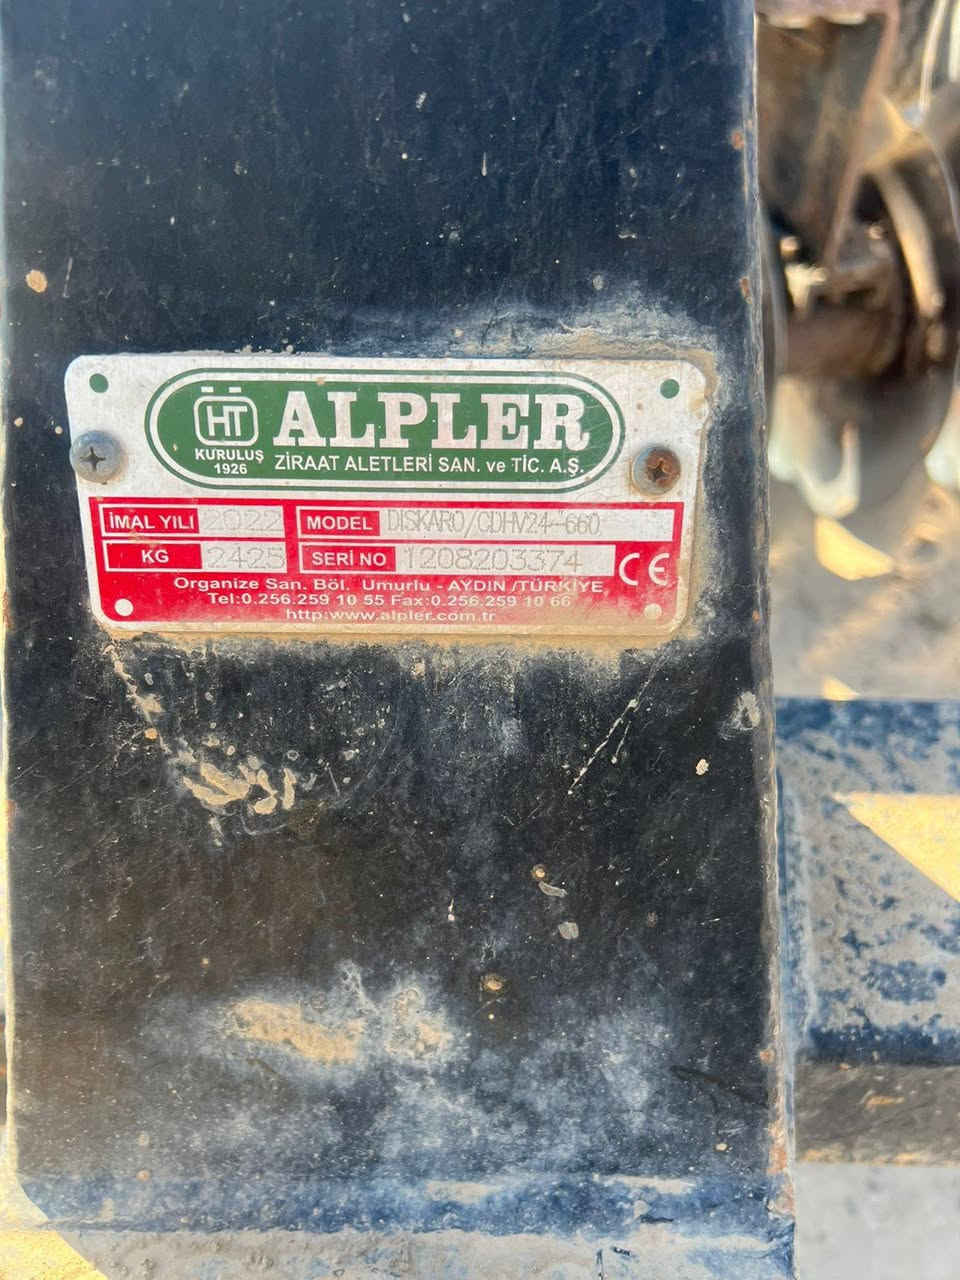 HT ALPLER
KURULUŞ
1926
ZİRAAT ALETLERİ SAN. ve TİC. A.Ş.
İMAL YILI 2022 MODEL DISKARO/GDHV24-660
KG 2425 SERİ NO 1208203374 CE
Organize San. Böl. Umurlu - AYDIN /TÜRKİYE
Tel:0.256.259 10 55 Fax:0.256.259 10 66
http:www.alpler.com.tr